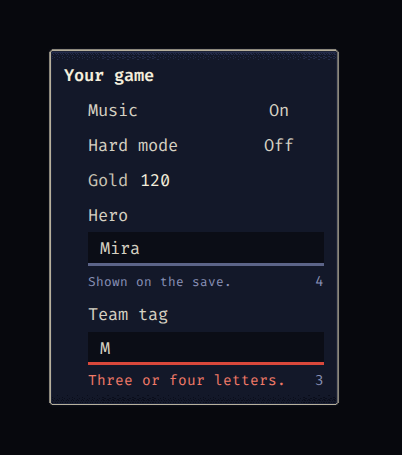 Your game
Music On
Hard mode Off
Gold 120
Hero
Mira
Shown on the save. 4
Team tag
M
Three or four letters. 3